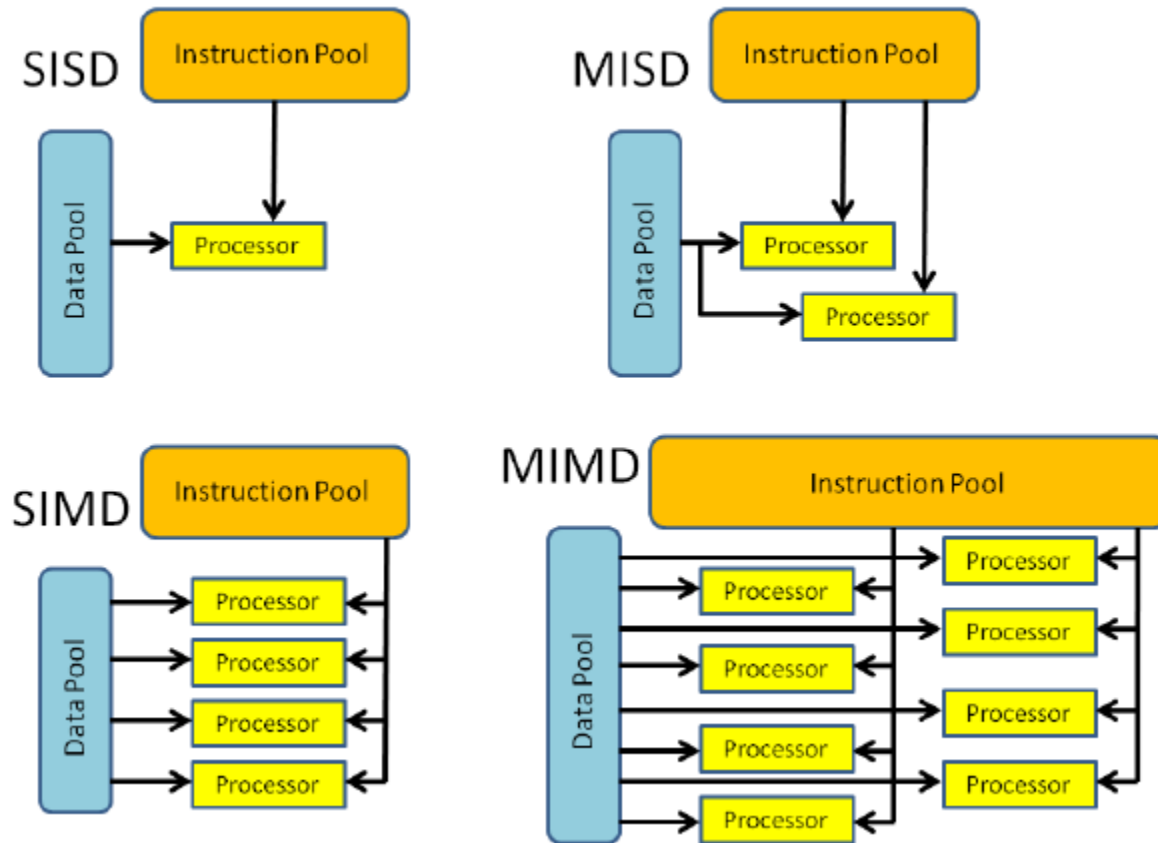 SISD
Instruction Pool
Data Pool
Processor
MISD
Instruction Pool
Data Pool
Processor
Processor
SIMD
Instruction Pool
Data Pool
Processor
Processor
Processor
Processor
MIMD
Instruction Pool
Data Pool
Processor
Processor
Processor
Processor
Processor
Processor
Processor
Processor